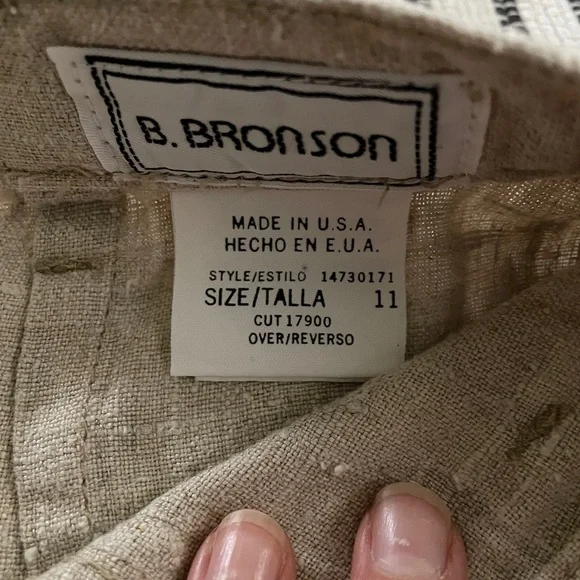 B. BRONSON
MADE IN U.S.A.
HECHO EN E.U.A.
STYLE/ESTILO 14730171
SIZE/TALLA 11
CUT 17900
OVER/REVERSO